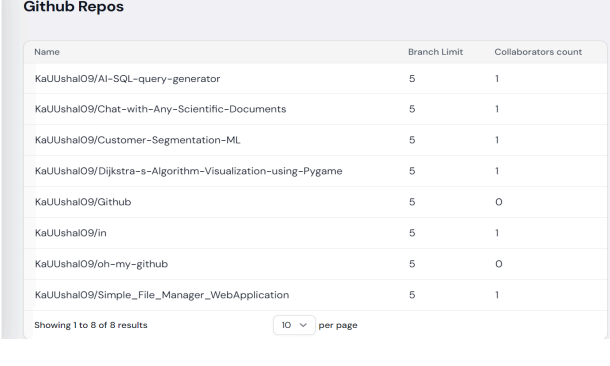 Github Repos
Name Branch Limit Collaborators count
KaUUshal09/AI-SQL-query-generator 5 1
KaUUshal09/Chat-with-Any-Scientific-Documents 5 1
KaUUshal09/Customer-Segmentation-ML 5 1
KaUUshal09/Dijkstra-s-Algorithm-Visualization-using-Pygame 5 1
KaUUshal09/Github 5 0
KaUUshal09/in 5 1
KaUUshal09/oh-my-github 5 0
KaUUshal09/Simple_File_Manager_WebApplication 5 1
Showing 1 to 8 of 8 results 10 per page